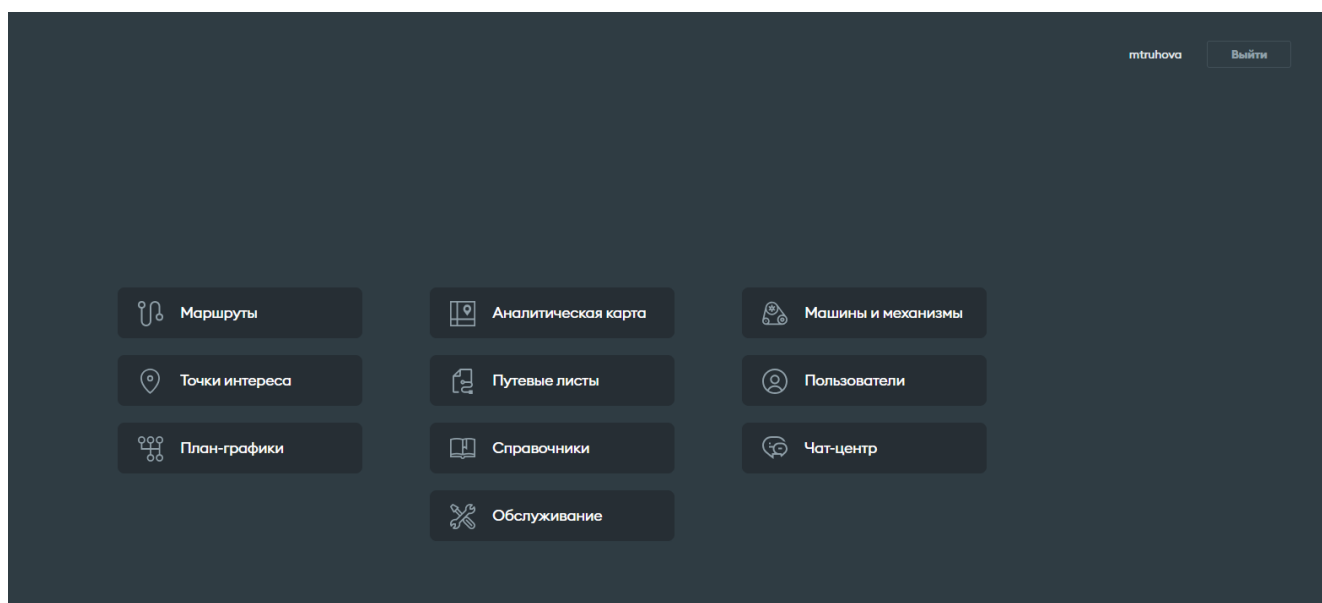 mtruhova
Выйти
Маршруты
Аналитическая карта
Машины и механизмы
Точки интереса
Путевые листы
Пользователи
План-графики
Справочники
Чат-центр
Обслуживание